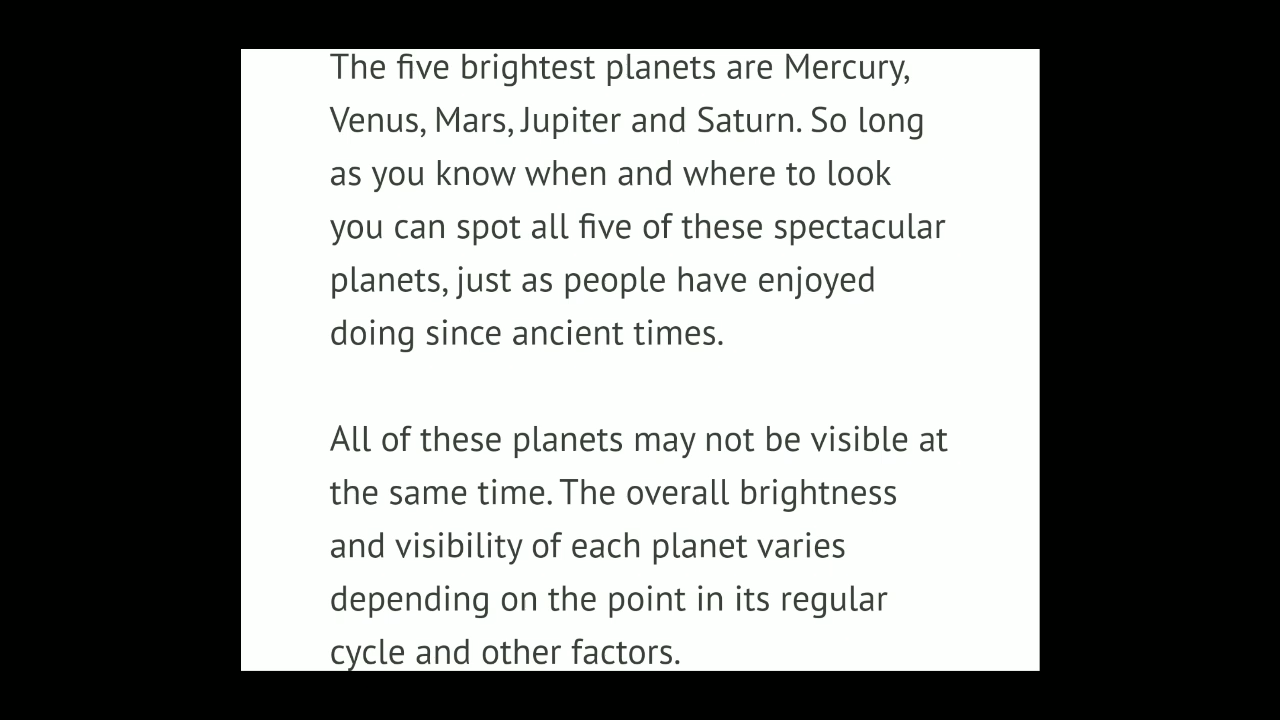 The five brightest planets are Mercury,
Venus, Mars, Jupiter and Saturn. So long
as you know when and where to look
you can spot all five of these spectacular
planets, just as people have enjoyed
doing since ancient times.
All of these planets may not be visible at
the same time. The overall brightness
and visibility of each planet varies
depending on the point in its regular
cycle and other factors.